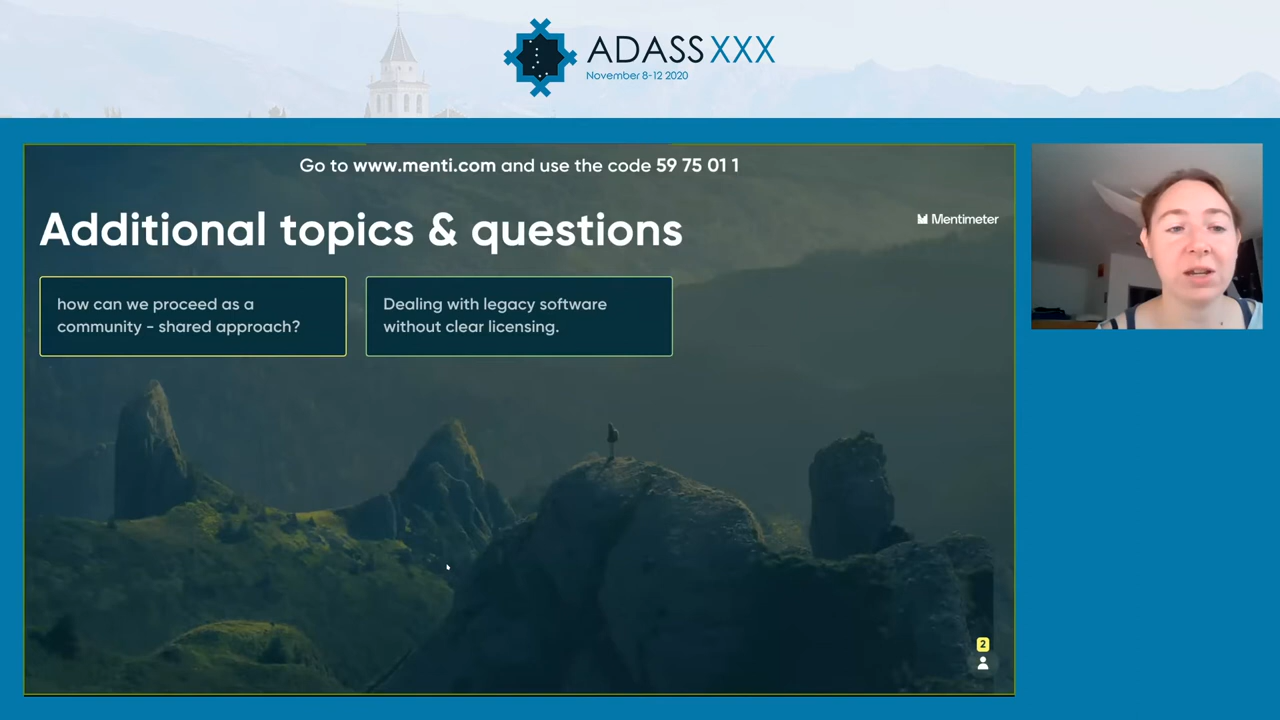 ADASS XXX
November 8-12 2020
Go to www.menti.com and use the code 59 75 01 1
Additional topics & questions
Mentimeter
how can we proceed as a
community - shared approach?
Dealing with legacy software
without clear licensing.
2